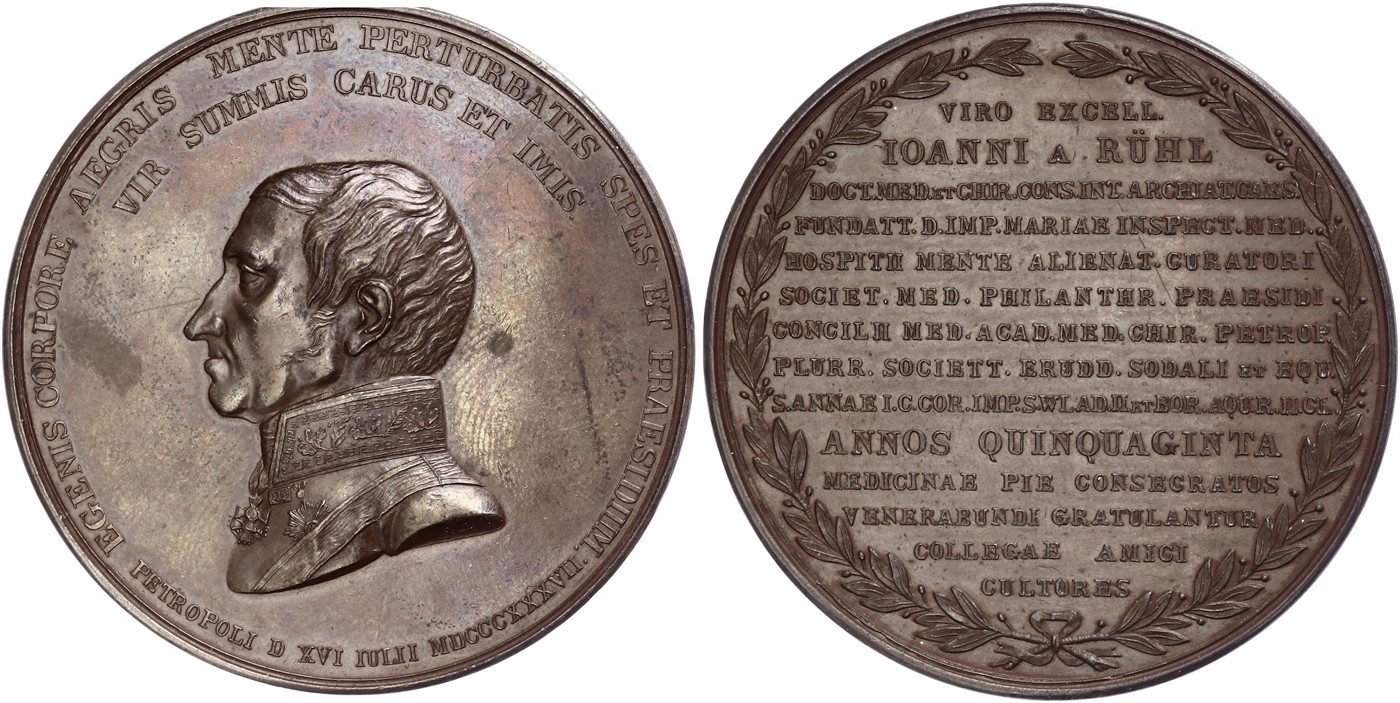 EGENIS CORPORE AEGRIS MENTE PERTURBATIS SPES ET PRAESIDIUM.
VIR SUMMIS CARUS ET IMIS.
PETROPOLI D XVI IULII MDCCCXXXVII.
VIRO EXCELL.
IOANNI A RÜHL
DOCT.MED.ET CHIR.CONS.INT.ARCHIAT.CAES.
FUNDATT.D.IMP.MARIAE INSPECT.MED.
HOSPITII MENTE ALIENAT.CURATORI
SOCIET.MED.PHILANTHR.PRAESIDI
CONCILII MED.ACAD.MED.CHIR.PETROP.
PLURR.SOCIETT.ERUDD.SODALI ET EQU.
S.ANNAE I.C.COR.IMP.S.WLAD.II ET BOR.AQU.R.II CL.
ANNOS QUINQUAGINTA
MEDICINAE PIE CONSECRATOS
VENERABUNDI GRATULANTUR
COLLEGAE AMICI
CULTORES